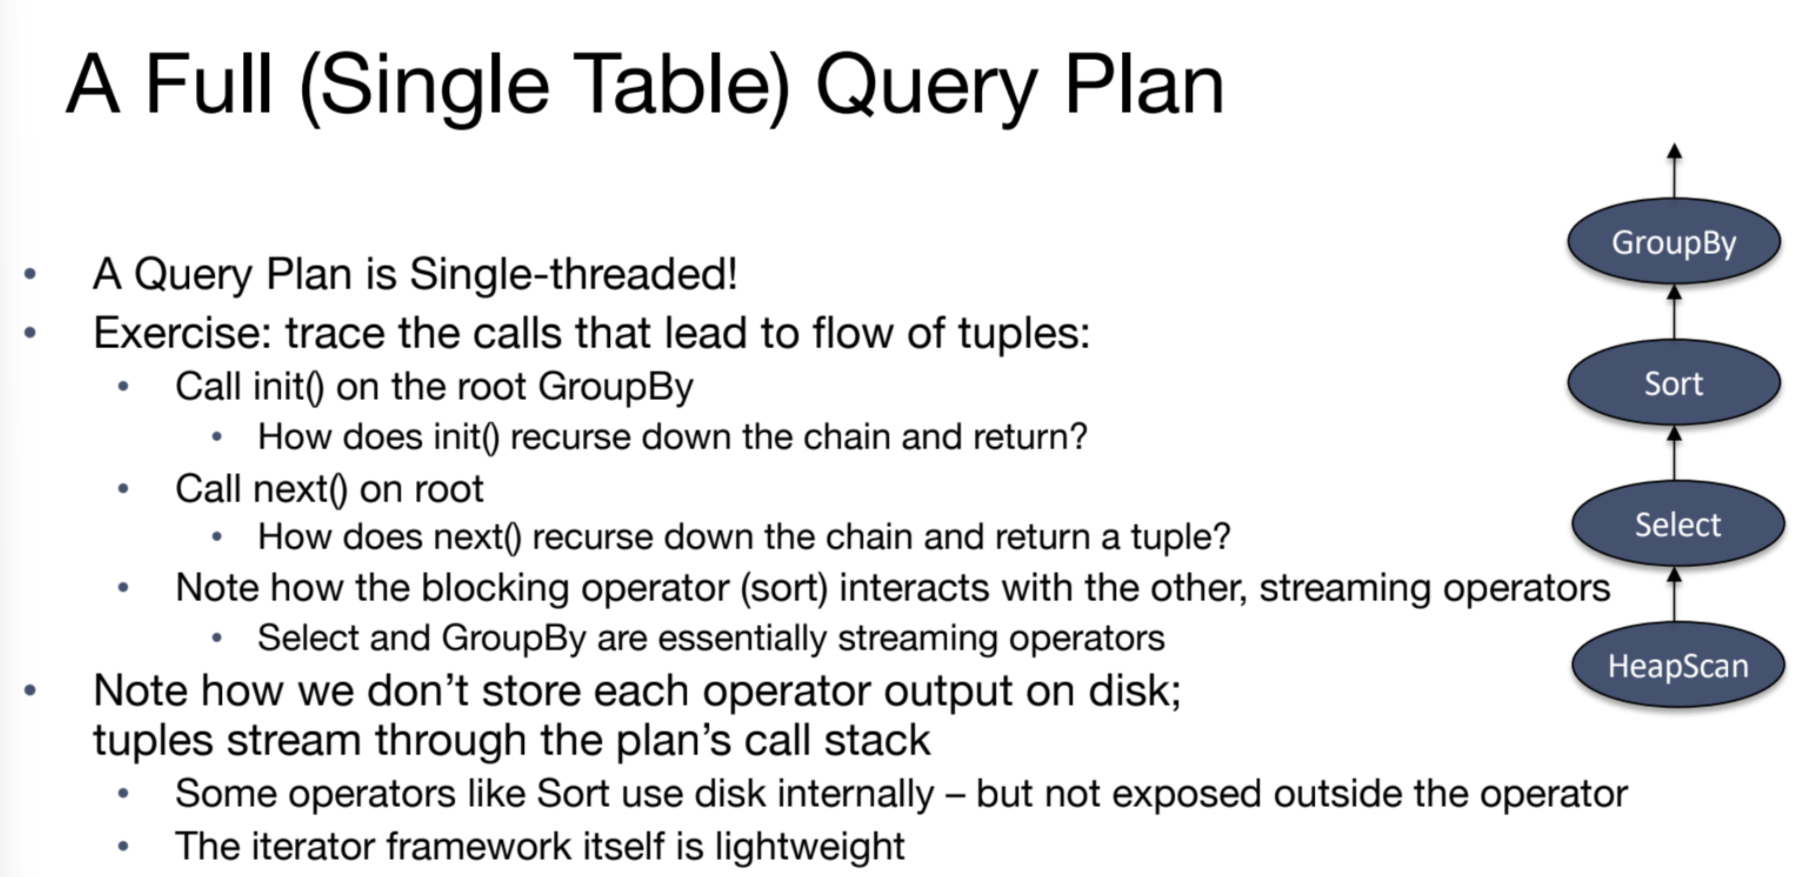 A Full (Single Table) Query Plan
• A Query Plan is Single-threaded!
• Exercise: trace the calls that lead to flow of tuples:
• Call init() on the root GroupBy
• How does init() recurse down the chain and return?
• Call next() on root
• How does next() recurse down the chain and return a tuple?
• Note how the blocking operator (sort) interacts with the other, streaming operators
• Select and GroupBy are essentially streaming operators
• Note how we don’t store each operator output on disk;
tuples stream through the plan’s call stack
• Some operators like Sort use disk internally – but not exposed outside the operator
• The iterator framework itself is lightweight
GroupBy
Sort
Select
HeapScan